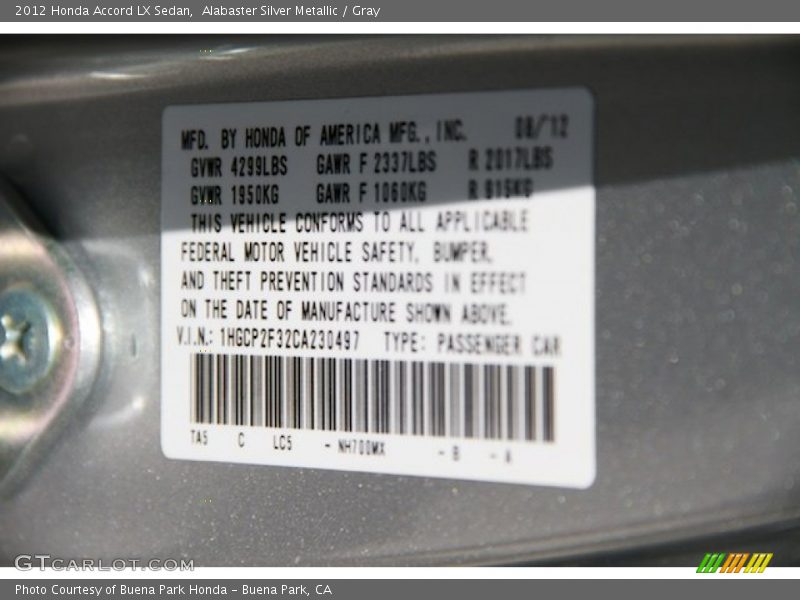 2012 Honda Accord LX Sedan, Alabaster Silver Metallic / Gray
MFD. BY HONDA OF AMERICA MFG., INC. 08/12
GVWR 4299LBS GAWR F 2337LBS R 2017LBS
GVWR 1950KG GAWR F 1060KG R 915KG
THIS VEHICLE CONFORMS TO ALL APPLICABLE
FEDERAL MOTOR VEHICLE SAFETY, BUMPER,
AND THEFT PREVENTION STANDARDS IN EFFECT
ON THE DATE OF MANUFACTURE SHOWN ABOVE.
V.I.N.: 1HGCP2F32CA230497 TYPE: PASSENGER CAR
TA5 C LC5 - NH700MX - B -
GTCARLOT.COM
Photo Courtesy of Buena Park Honda - Buena Park, CA